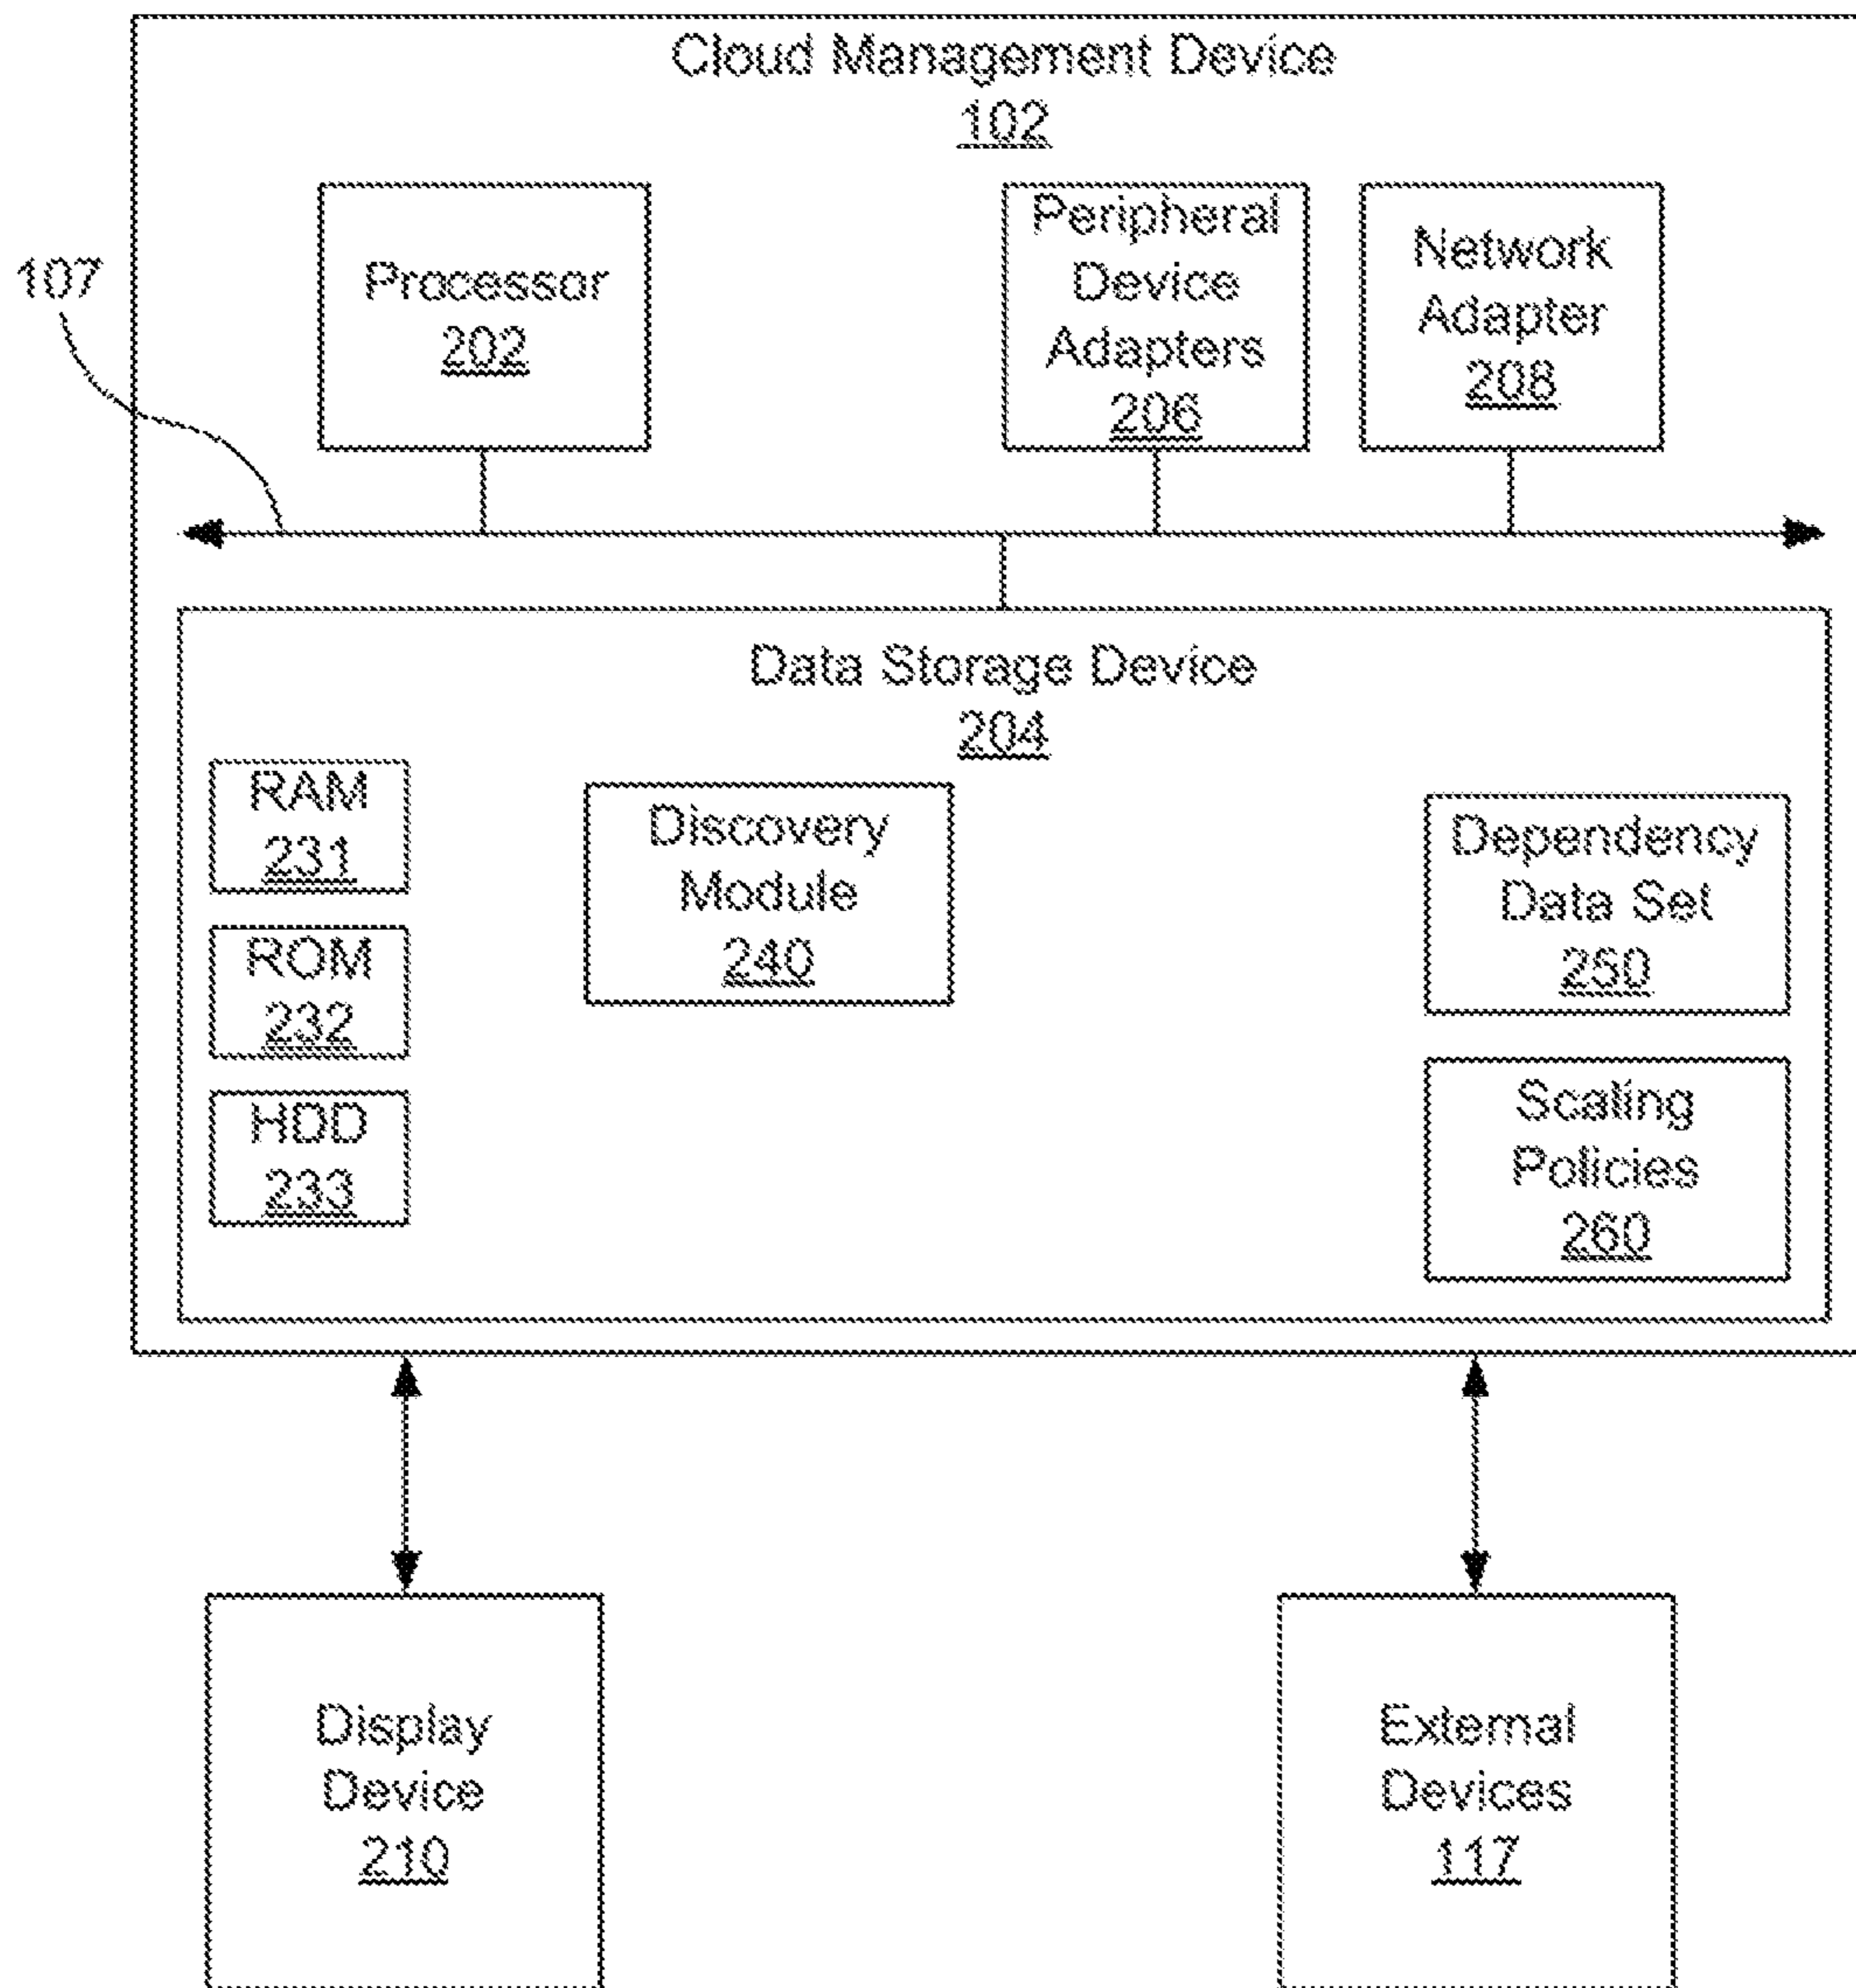 Cloud Management Device
102
107
Processor
202
Peripheral
Device
Adapters
206
Network
Adapter
208
Data Storage Device
204
RAM
231
ROM
232
HDD
233
Discovery
Module
240
Dependency
Data Set
250
Scaling
Policies
260
Display
Device
210
External
Devices
117